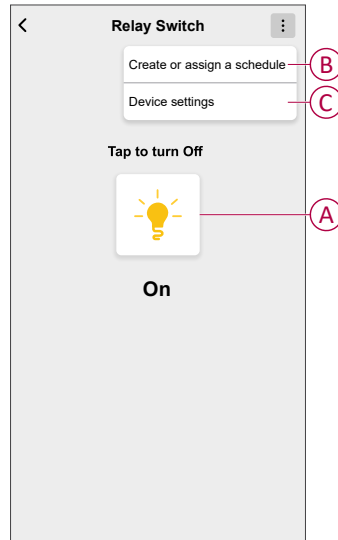 Relay Switch
Create or assign a schedule
B
Device settings
C
Tap to turn Off
A
On